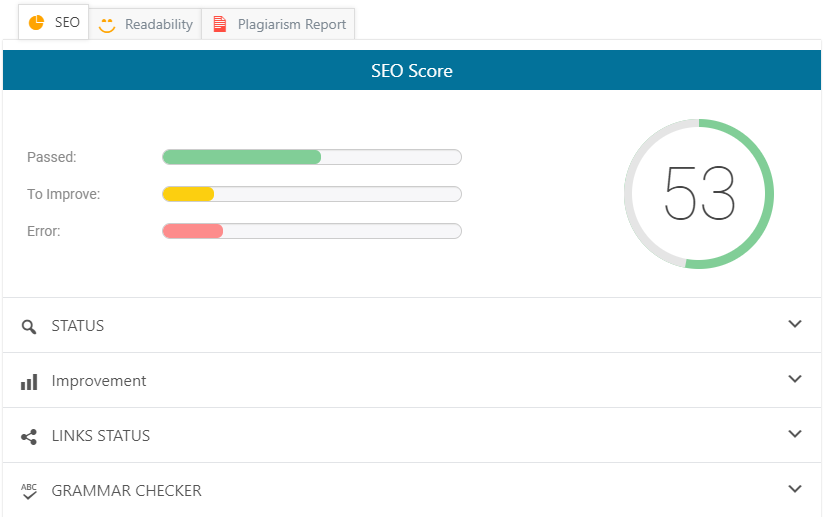 SEO
Readability
Plagiarism Report
SEO Score
Passed:
To Improve:
Error:
53
STATUS
Improvement
LINKS STATUS
ABC
GRAMMAR CHECKER